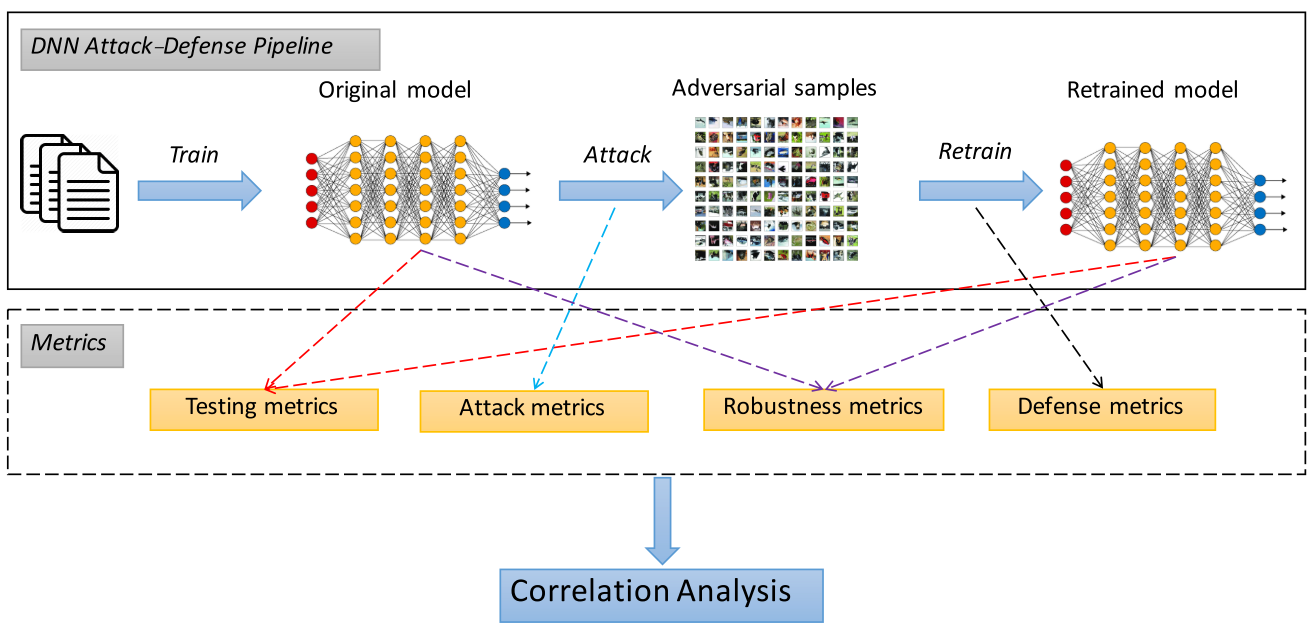 DNN Attack–Defense Pipeline
Original model
Adversarial samples
Retrained model
Train
Attack
Retrain
Metrics
Testing metrics
Attack metrics
Robustness metrics
Defense metrics
Correlation Analysis